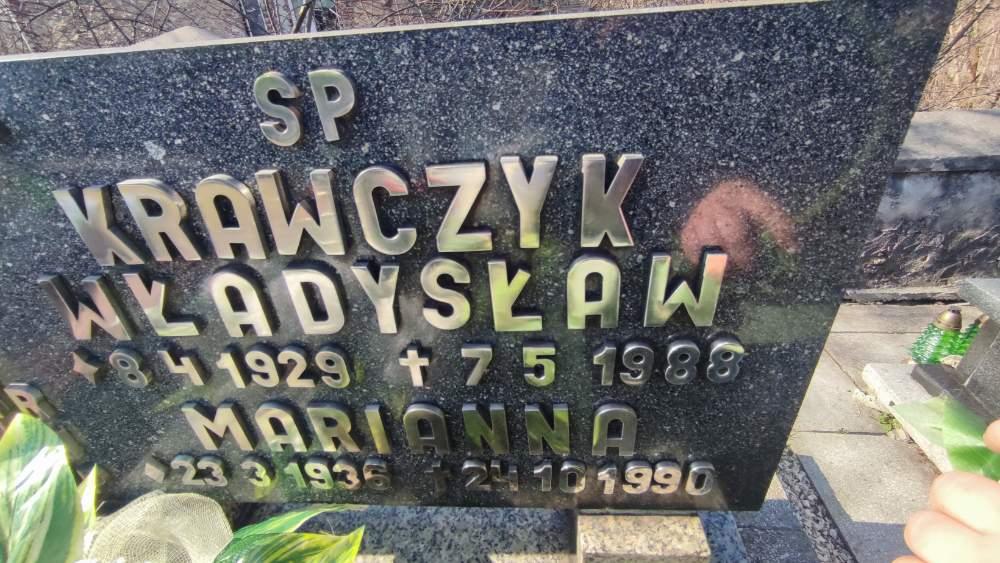 SP
KRAWCZYK
WŁADYSŁAW
8 4 1929 ✝ 7 5 1988
MARIANNA
23 3 1936 ✝ 24 10 1990